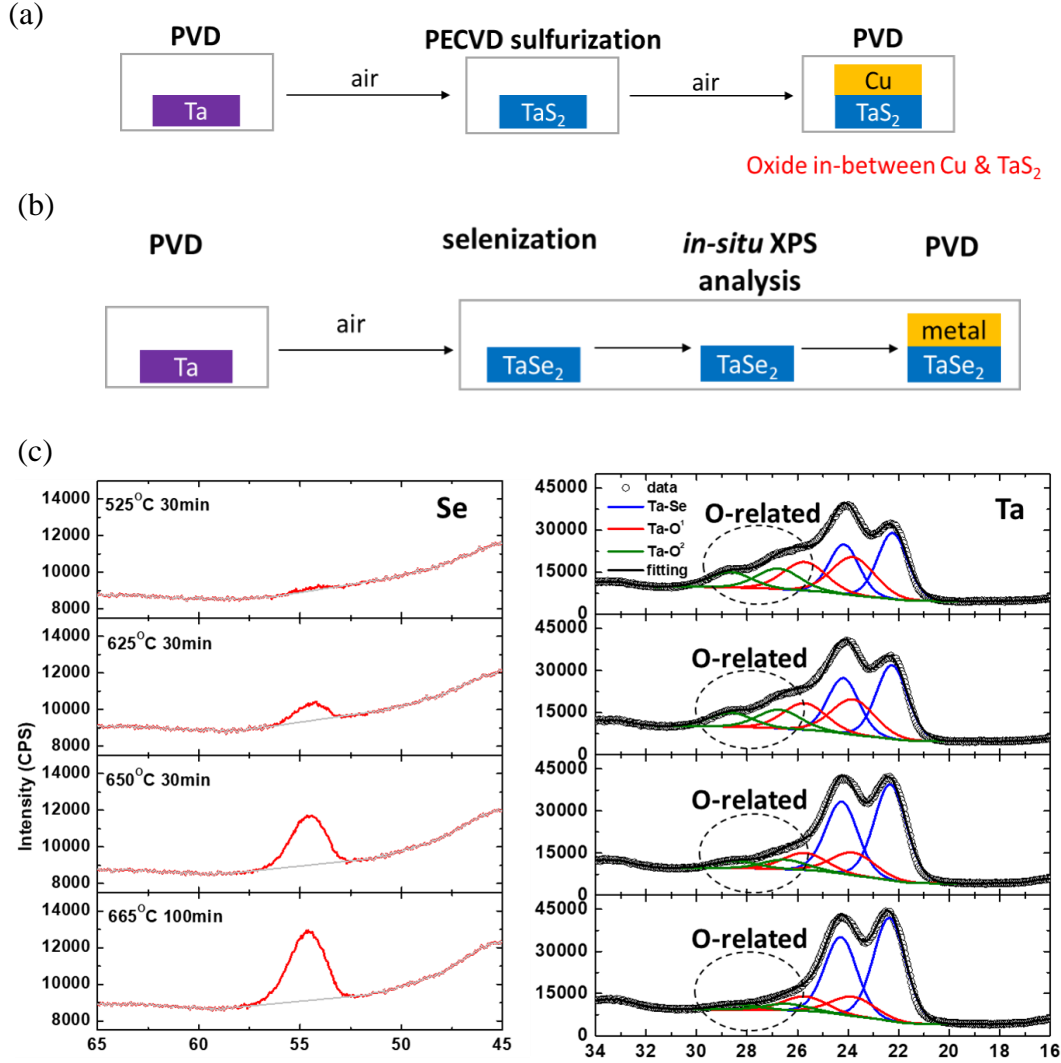 (a)
PVD PECVD sulfurization PVD
air air
Cu
Ta TaS₂ TaS₂
Oxide in-between Cu & TaS₂
(b)
PVD selenization in-situ XPS PVD
analysis
air
metal
Ta TaSe₂ TaSe₂ TaSe₂
(c)
Intensity (CPS)
525°C 30min
Se
14000
12000
10000
8000
625°C 30min
14000
12000
10000
8000
650°C 30min
14000
12000
10000
8000
665°C 100min
14000
12000
10000
8000
65 60 55 50 45
data
Ta-Se
Ta-O¹
Ta-O²
fitting
O-related
Ta
45000
30000
15000
0
O-related
45000
30000
15000
0
O-related
45000
30000
15000
0
O-related
45000
30000
15000
0
34 32 30 28 26 24 22 20 18 16